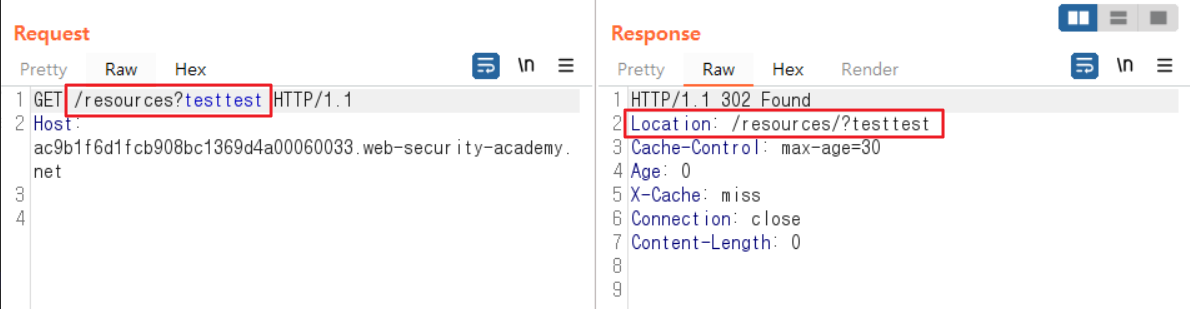 Request
Pretty Raw Hex \n
1 GET /resources?testtest HTTP/1.1
2 Host:
ac9b1f6d1fcb908bc1369d4a00060033.web-security-academy.
net
3
4
Response
Pretty Raw Hex Render \n
1 HTTP/1.1 302 Found
2 Location: /resources/?testtest
3 Cache-Control: max-age=30
4 Age: 0
5 X-Cache: miss
6 Connection: close
7 Content-Length: 0
8
9